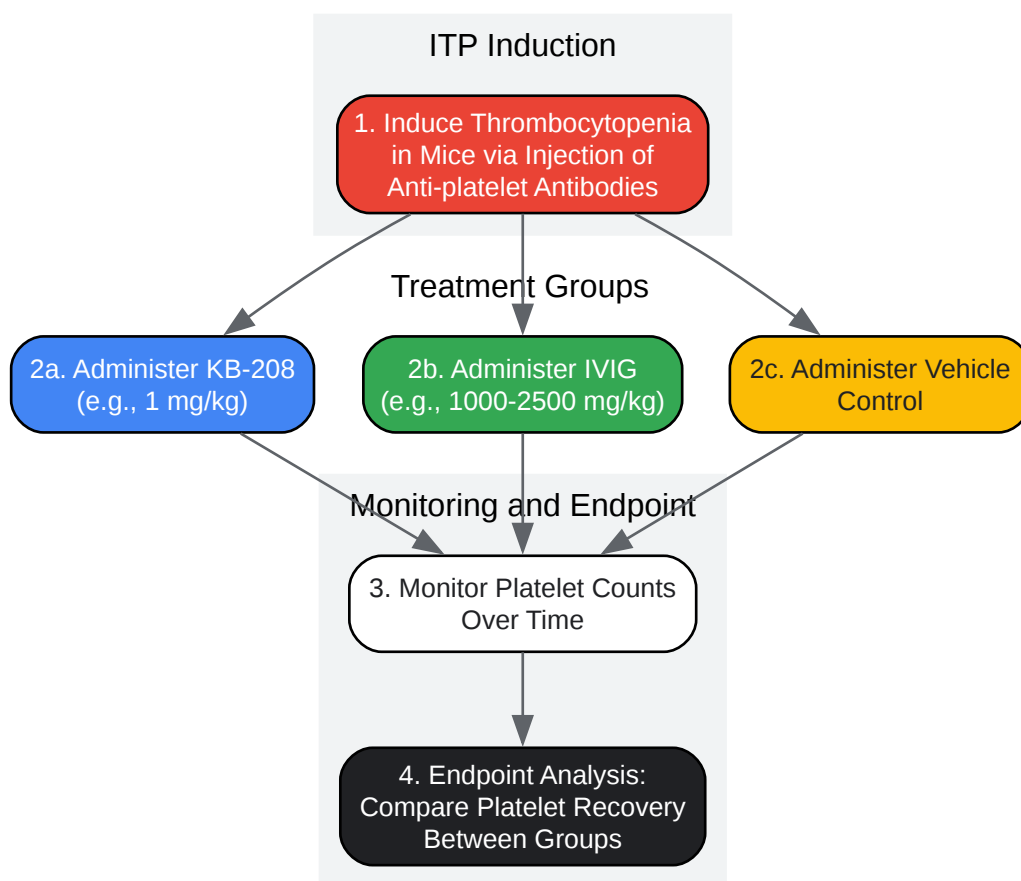 ITP Induction
1. Induce Thrombocytopenia
in Mice via Injection of
Anti-platelet Antibodies
Treatment Groups
2a. Administer KB-208
(e.g., 1 mg/kg)
2b. Administer IVIG
(e.g., 1000-2500 mg/kg)
2c. Administer Vehicle
Control
Monitoring and Endpoint
3. Monitor Platelet Counts
Over Time
4. Endpoint Analysis:
Compare Platelet Recovery
Between Groups